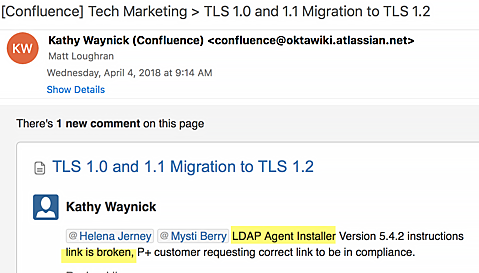 [Confluence] Tech Marketing > TLS 1.0 and 1.1 Migration to TLS 1.2
KW
Kathy Waynick (Confluence) <confluence@oktawiki.atlassian.net>
Matt Loughran
Wednesday, April 4, 2018 at 9:14 AM
Show Details
There's 1 new comment on this page
TLS 1.0 and 1.1 Migration to TLS 1.2
Kathy Waynick
@Helena Jerney @Mysti Berry LDAP Agent Installer Version 5.4.2 instructions
link is broken, P+ customer requesting correct link to be in compliance.